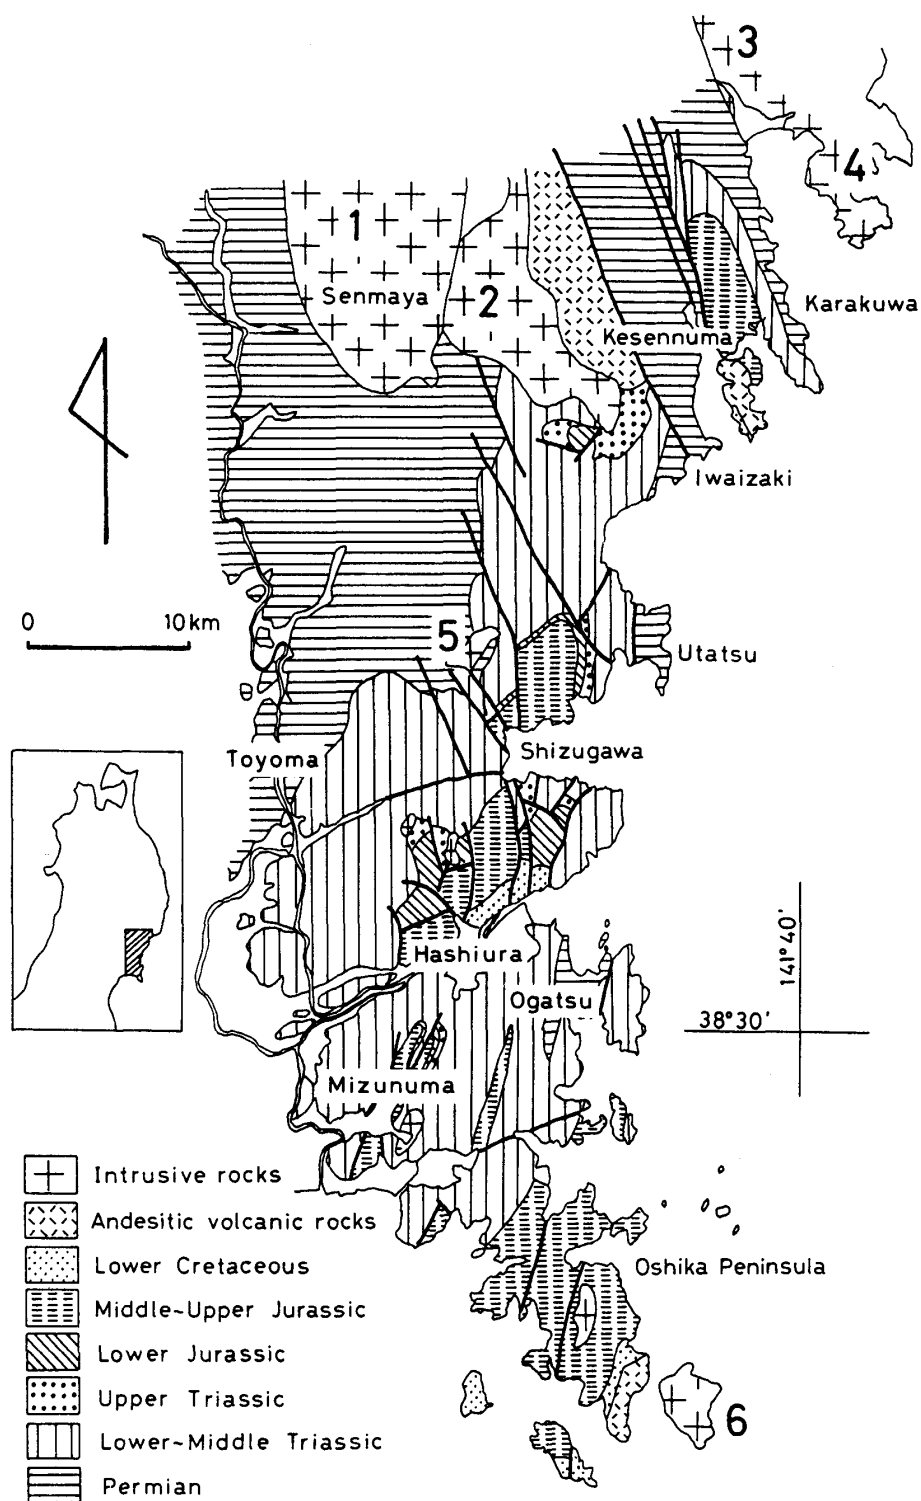 3
4
1
Senmaya
2
Karakuwa
Kesennuma
Iwaizaki
0 10 km
5
Utatsu
Toyoma
Shizugawa
141°40'
Hashiura
Ogatsu
38°30'
Mizunuma
Intrusive rocks
Andesitic volcanic rocks
Lower Cretaceous
Oshika Peninsula
Middle~Upper Jurassic
Lower Jurassic
Upper Triassic
6
Lower~Middle Triassic
Permian